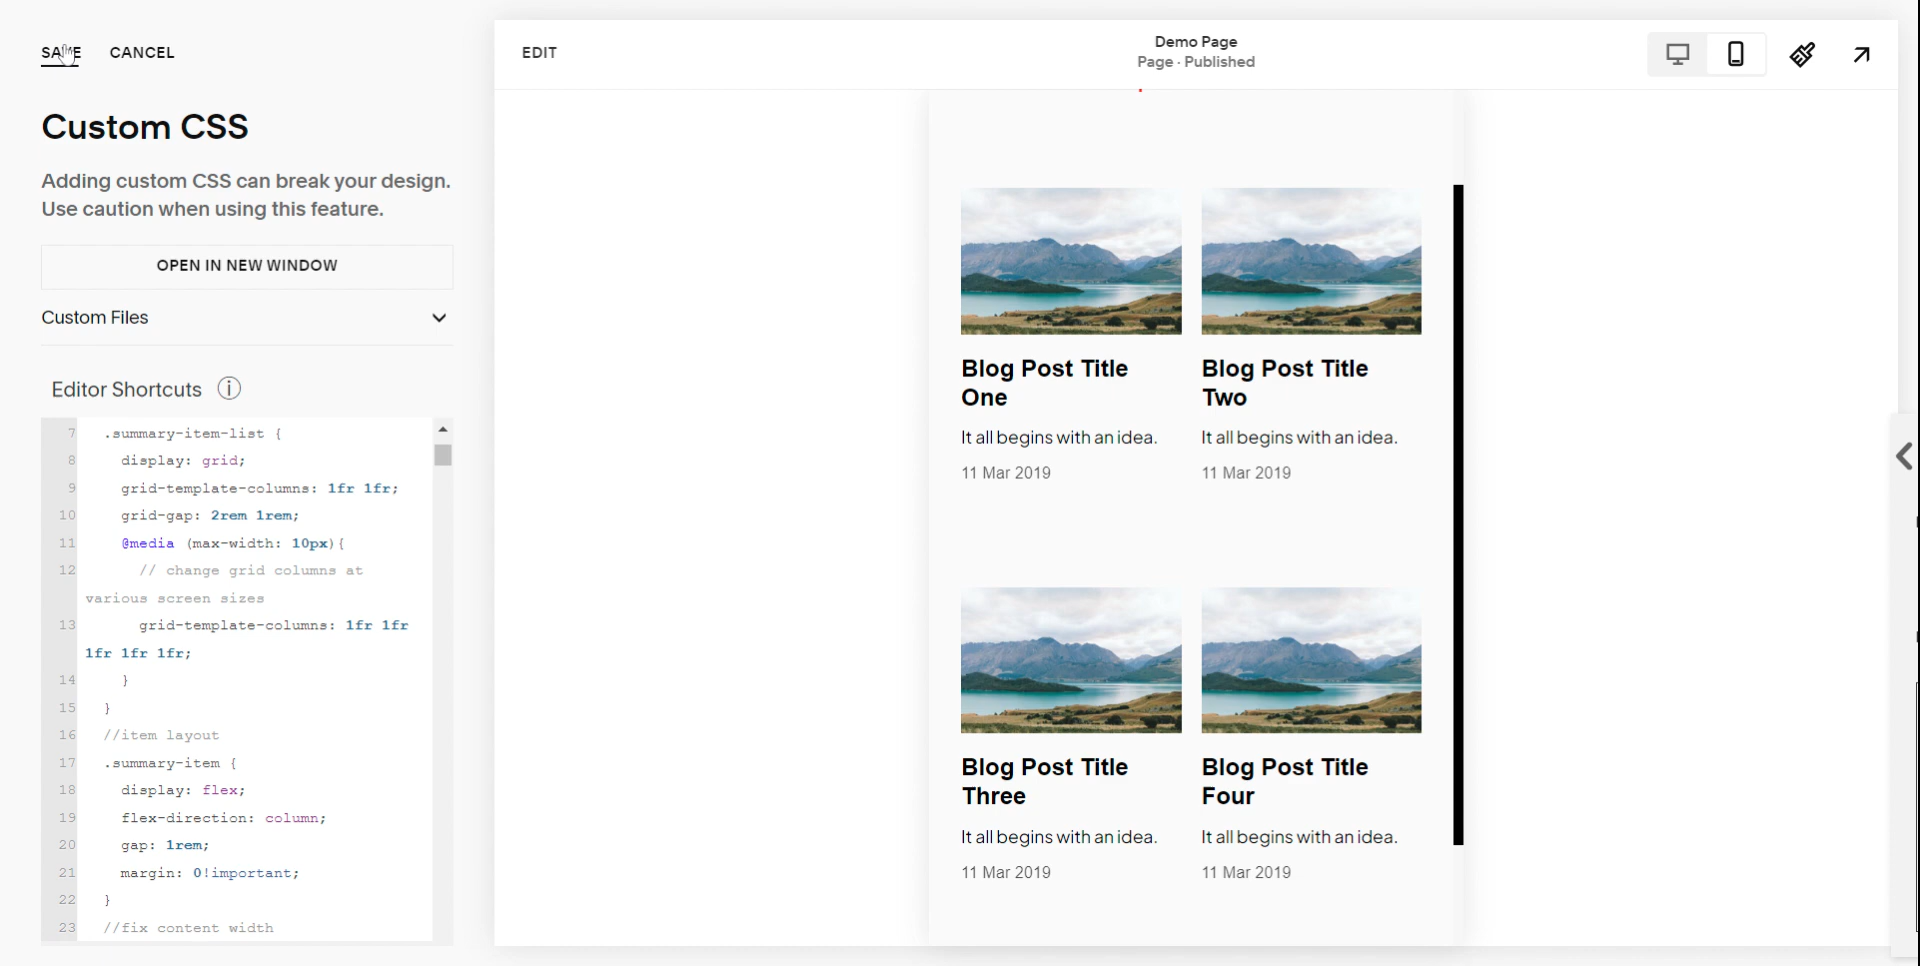 SAVE CANCEL
Custom CSS
Adding custom CSS can break your design.
Use caution when using this feature.
OPEN IN NEW WINDOW
Custom Files
Editor Shortcuts
7 .summary-item-list {
8 display: grid;
9 grid-template-columns: 1fr 1fr;
10 grid-gap: 2rem 1rem;
11 @media (max-width: 10px){
12 // change grid columns at
various screen sizes
13 grid-template-columns: 1fr 1fr
1fr 1fr 1fr;
14 }
15 }
16 //item layout
17 .summary-item {
18 display: flex;
19 flex-direction: column;
20 gap: 1rem;
21 margin: 0!important;
22 }
23 //fix content width
EDIT
Demo Page
Page · Published
Blog Post Title
One
It all begins with an idea.
11 Mar 2019
Blog Post Title
Two
It all begins with an idea.
11 Mar 2019
Blog Post Title
Three
It all begins with an idea.
11 Mar 2019
Blog Post Title
Four
It all begins with an idea.
11 Mar 2019